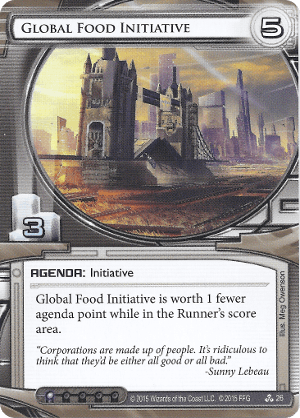 GLOBAL FOOD INITIATIVE
5
3
AGENDA: Initiative
Global Food Initiative is worth 1 fewer
agenda point while in the Runner's score
area.
"Corporations are made up of people. It's ridiculous to
think that they'd be either all good or all bad."
-Sunny Lebeau
Illus. Meg Owenson
© 2015 Wizards of the Coast LLC. © 2015 FFG
26